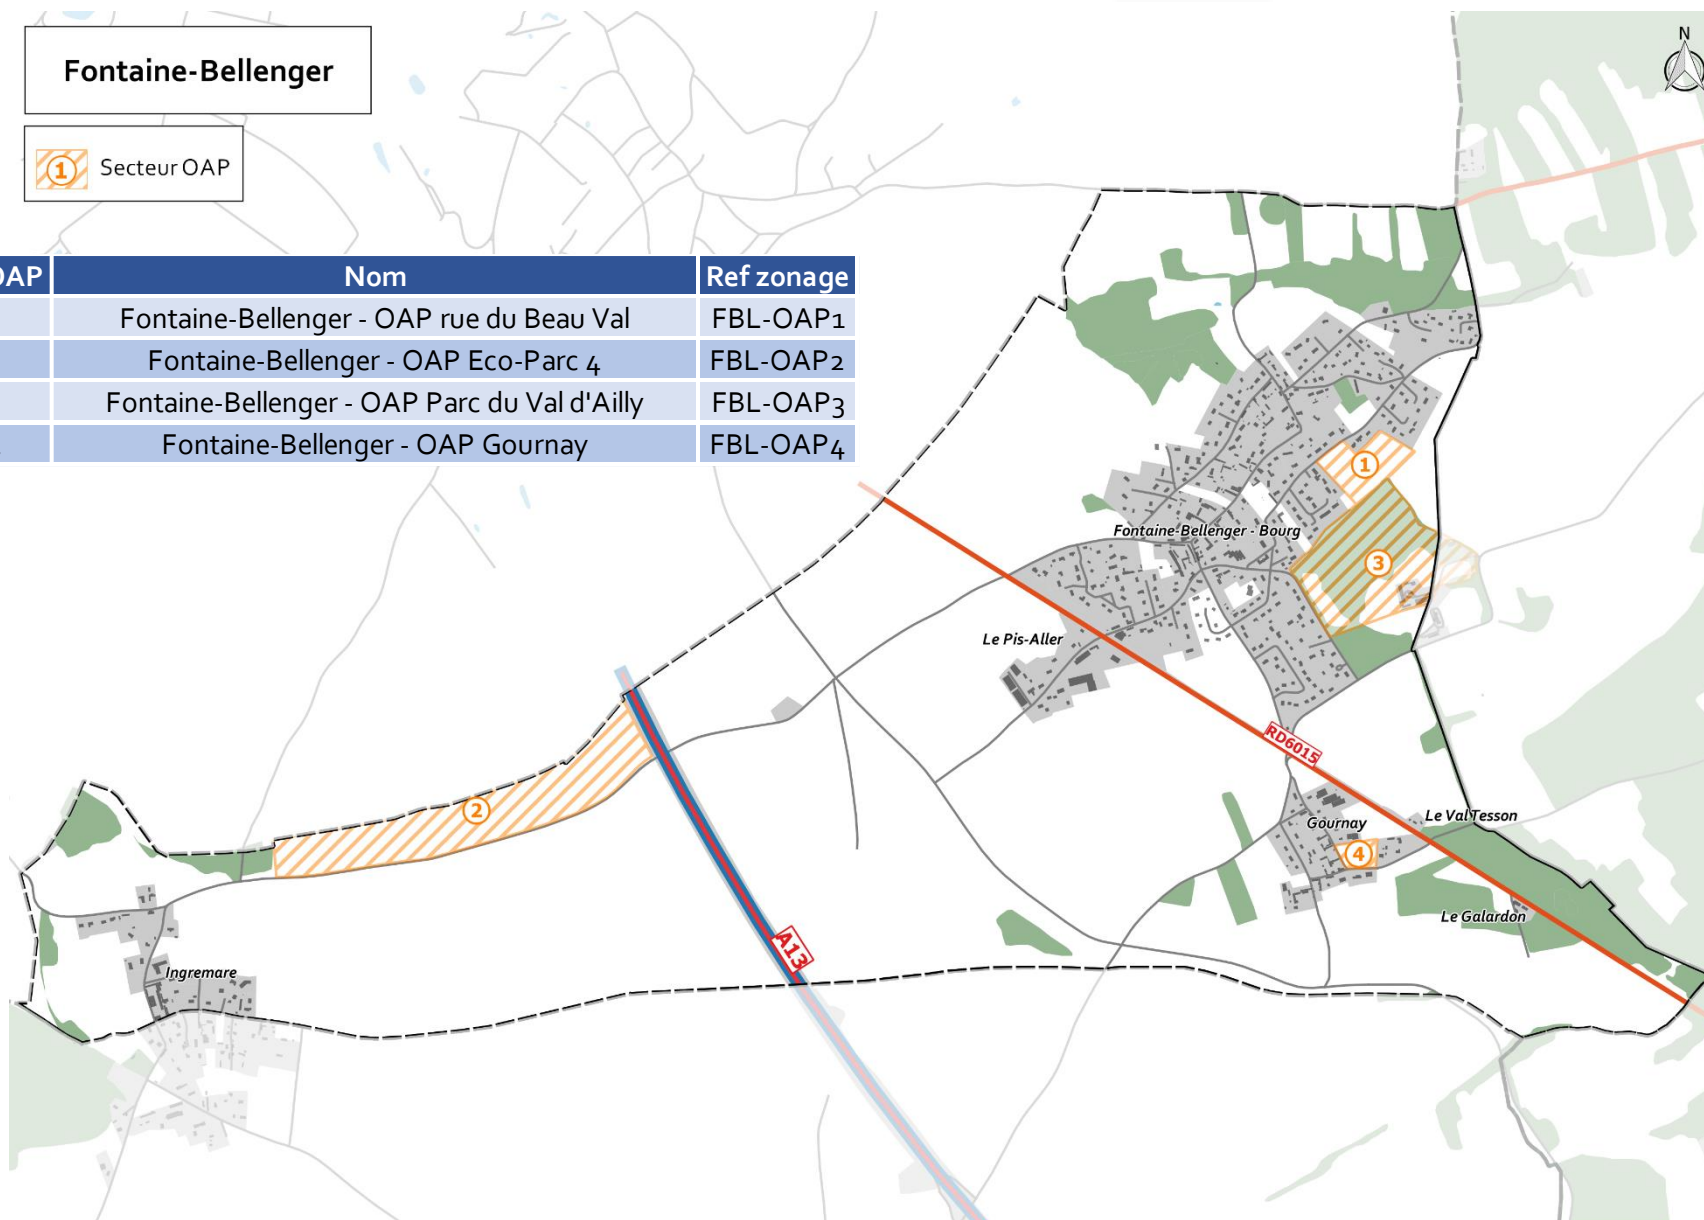 Fontaine-Bellenger
N
1 Secteur OAP
OAP Nom Ref zonage
Fontaine-Bellenger - OAP rue du Beau Val FBL-OAP1
Fontaine-Bellenger - OAP Eco-Parc 4 FBL-OAP2
Fontaine-Bellenger - OAP Parc du Val d'Ailly FBL-OAP3
Fontaine-Bellenger - OAP Gournay FBL-OAP4
1
Fontaine-Bellenger - Bourg
3
Le Pis-Aller
RD6015
2
Gournay
Le Val Tesson
4
Le Galardon
A13
Ingremare